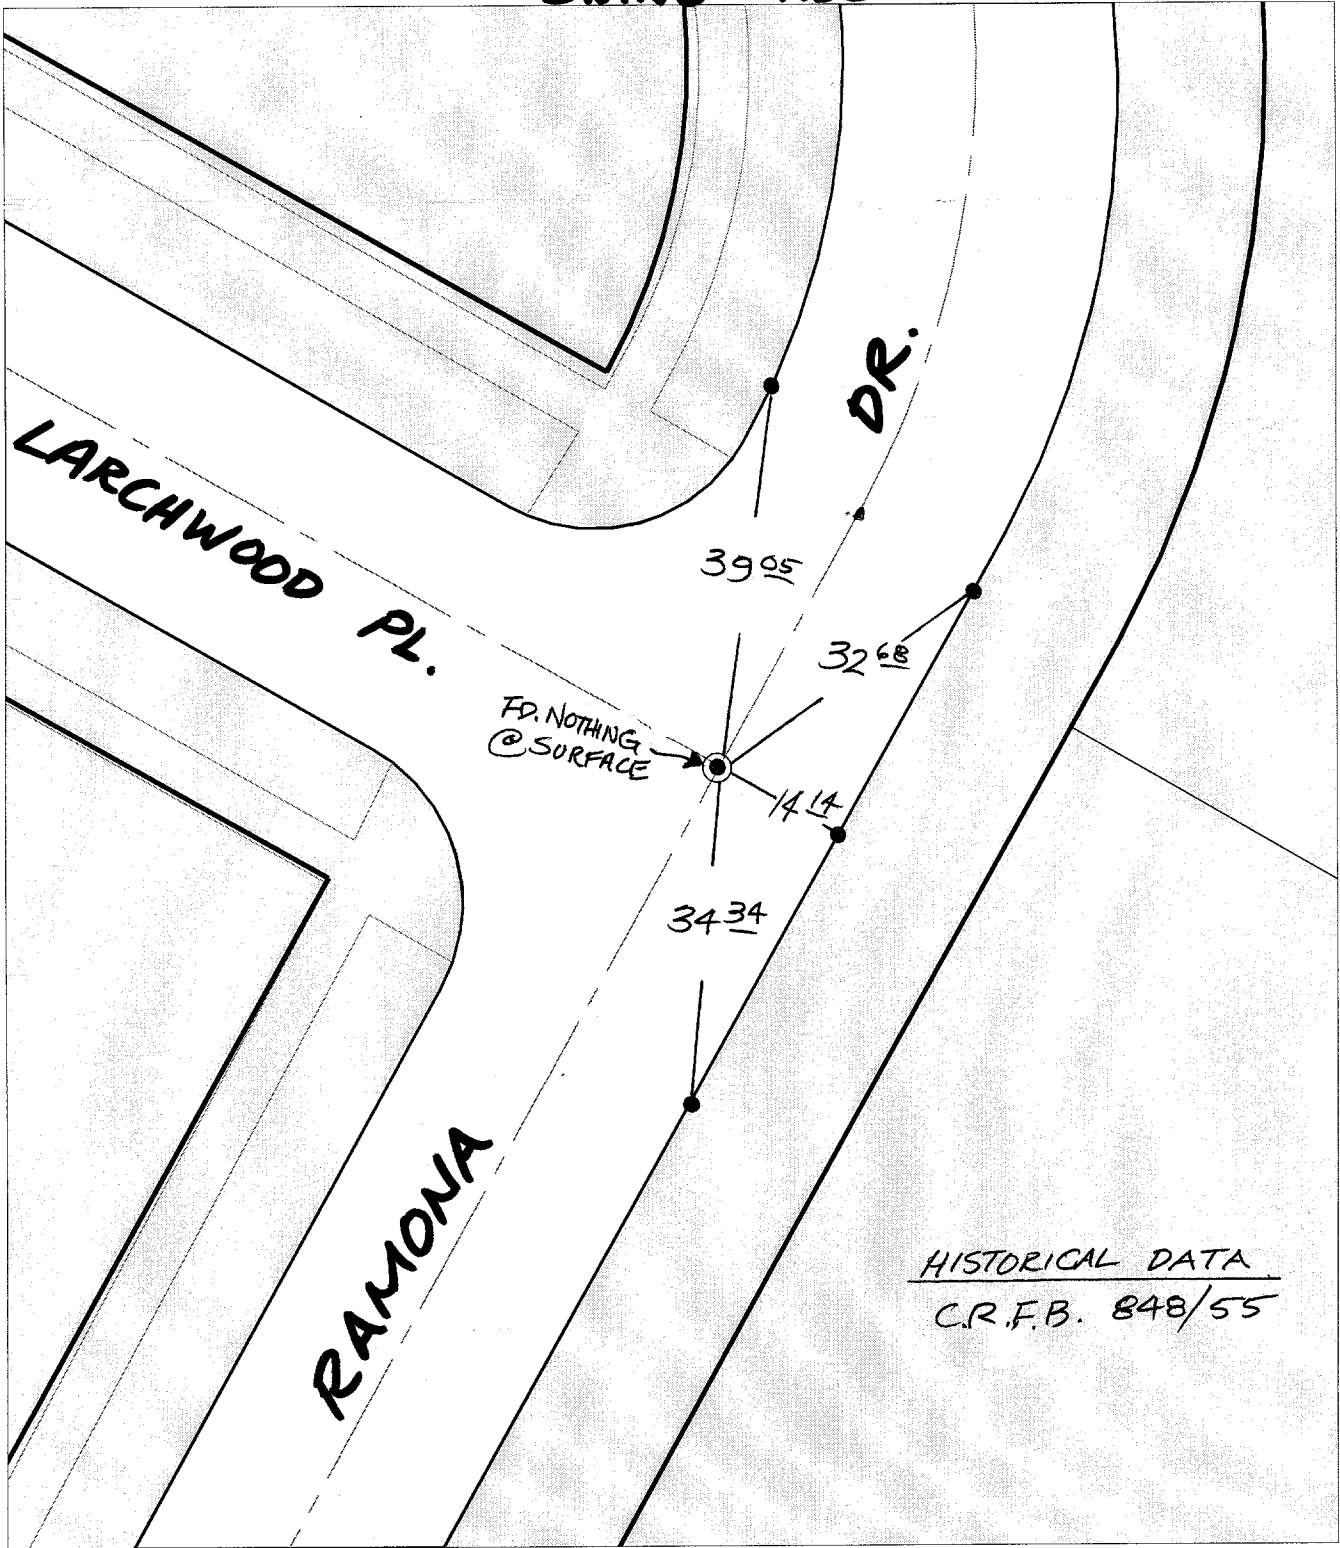 DR.
LARCHWOOD PL.
39 05
32 68
FD. NOTHING
@ SURFACE
14 14
34 34
RAMONA
HISTORICAL DATA
C.R.F.B. 848/55